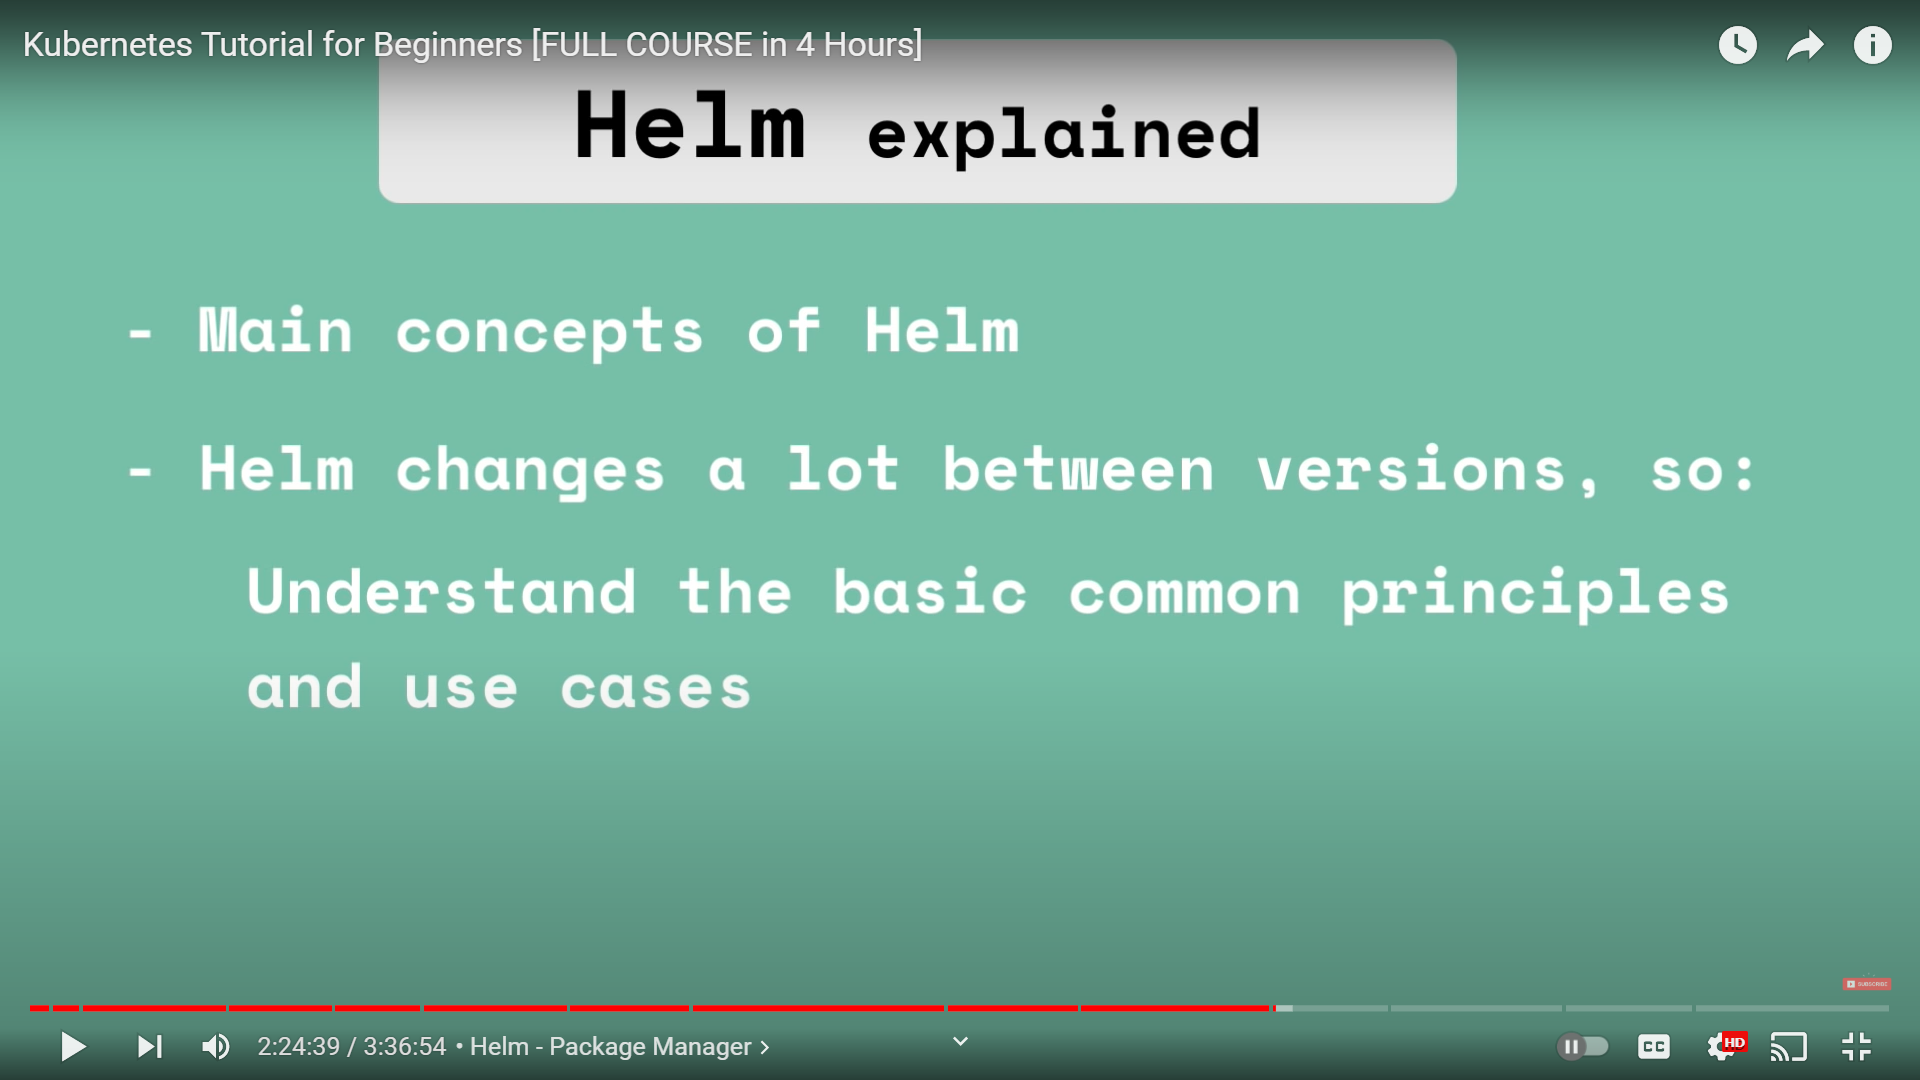 Kubernetes Tutorial for Beginners [FULL COURSE in 4 Hours]
Helm explained
- Main concepts of Helm
- Helm changes a lot between versions, so:
Understand the basic common principles
and use cases
SUBSCRIBE
2:24:39 / 3:36:54 • Helm - Package Manager
CC
HD